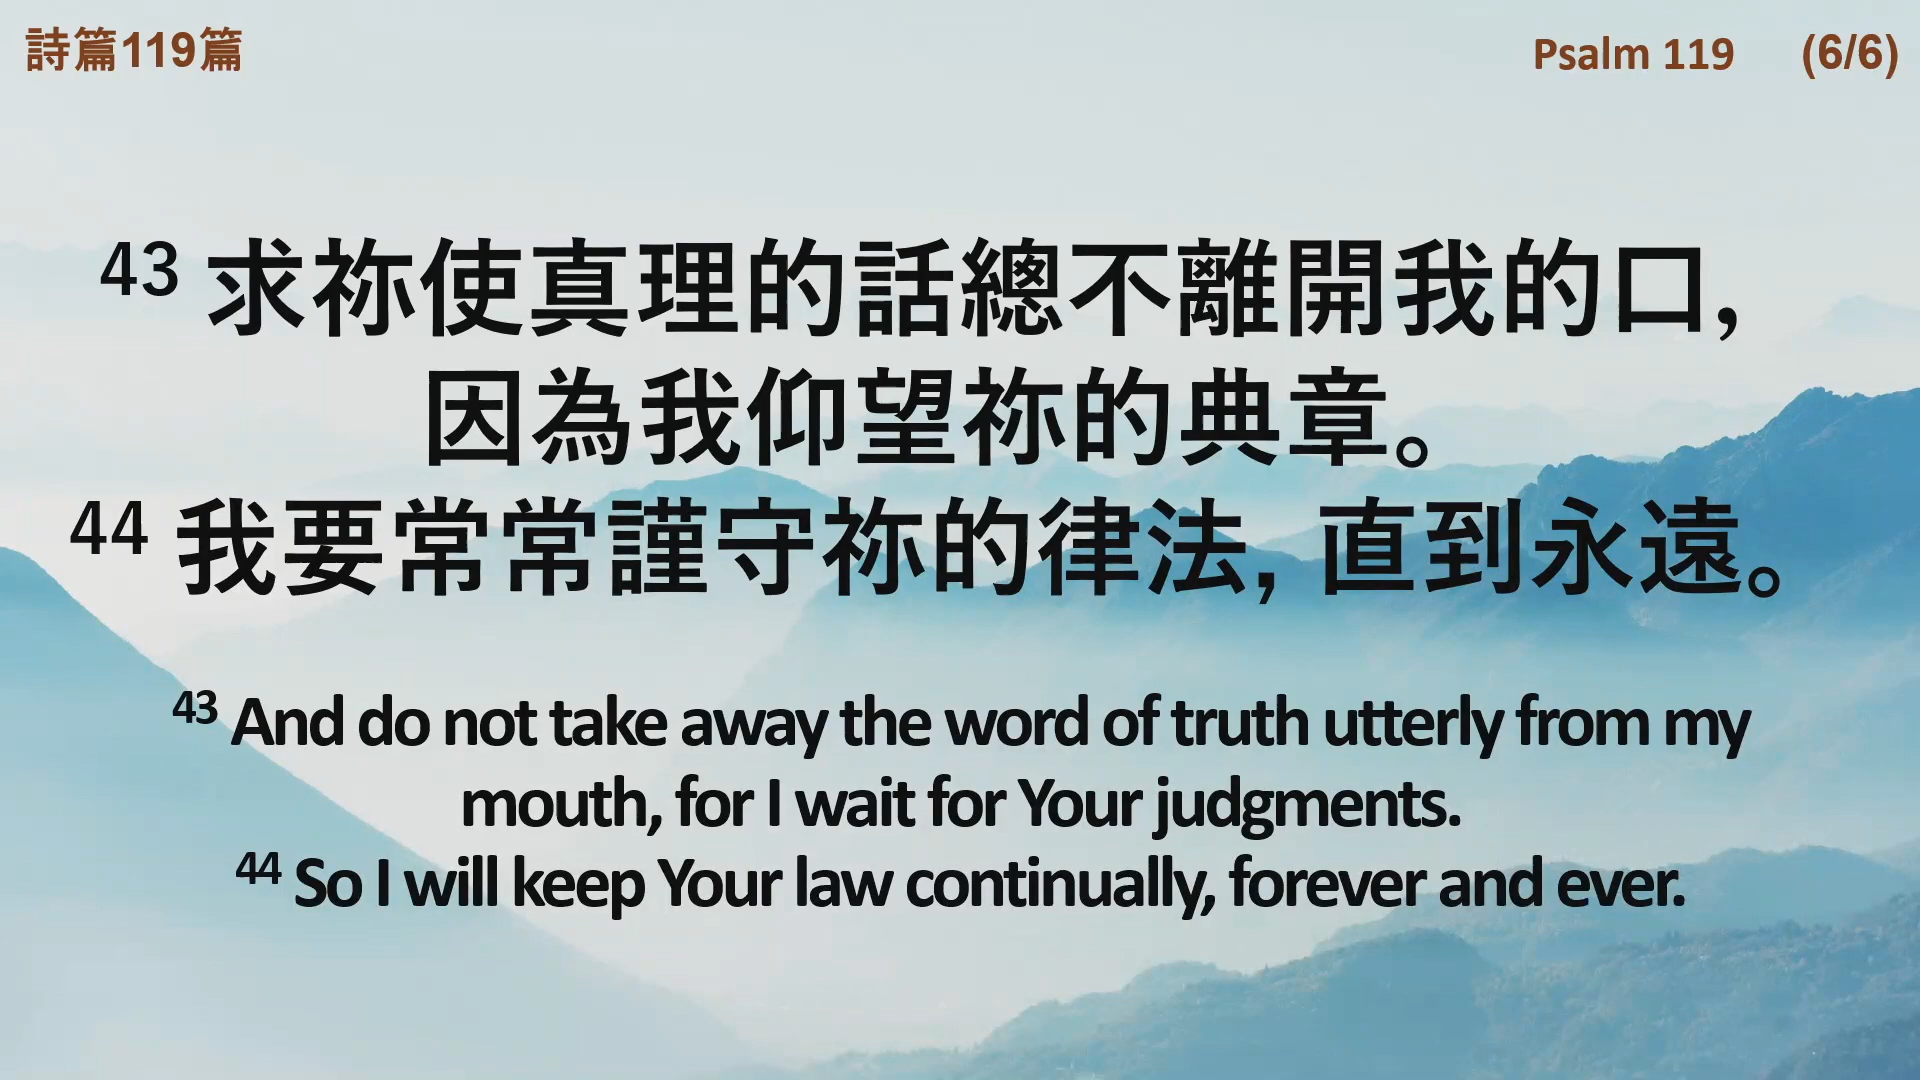 詩篇119篇
Psalm 119 (6/6)
43 求祢使真理的話總不離開我的口,
因為我仰望祢的典章。
44 我要常常謹守祢的律法, 直到永遠。
43 And do not take away the word of truth utterly from my
mouth, for I wait for Your judgments.
44 So I will keep Your law continually, forever and ever.